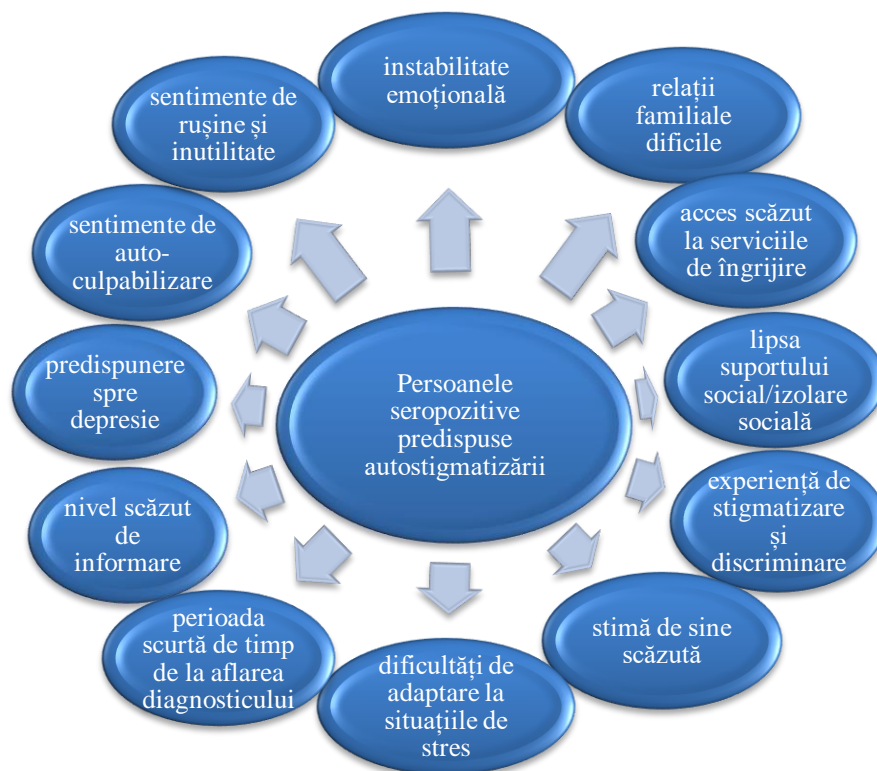 instabilitate
emoțională
relații
familiale
dificile
acces scăzut
la serviciile
de îngrijire
lipsa
suportului
social/izolare
socială
experiență de
stigmatizare
și
discriminare
stimă de sine
scăzută
dificultăți de
adaptare la
situațiile de
stres
perioada
scurtă de timp
de la aflarea
diagnosticului
nivel scăzut
de
informare
predispunere
spre
depresie
sentimente de
auto-
culpabilizare
sentimente de
rușine și
inutilitate
Persoanele
seropozitive
predispuse
autostigmatizării